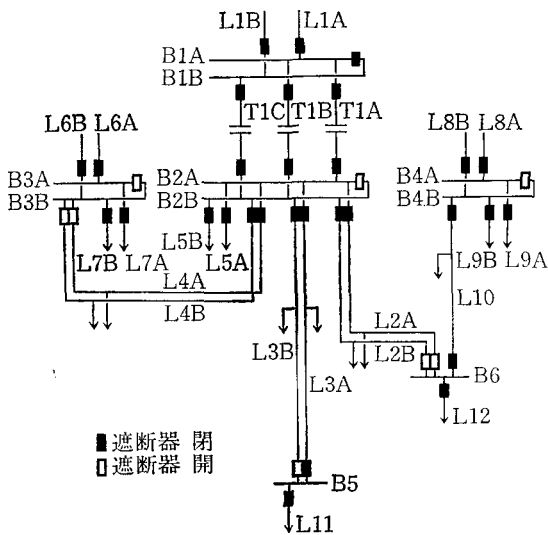 L1B L1A
B1A
B1B
T1C T1B T1A
L6B L6A
L8B L8A
B3A
B3B
B2A
B2B
B4A
B4B
L5B
L5A
L7B L7A
L9B L9A
L4A
L4B
L10
L2A
L2B
L3B
L3A
B6
L12
遮断器 閉
遮断器 開
B5
L11